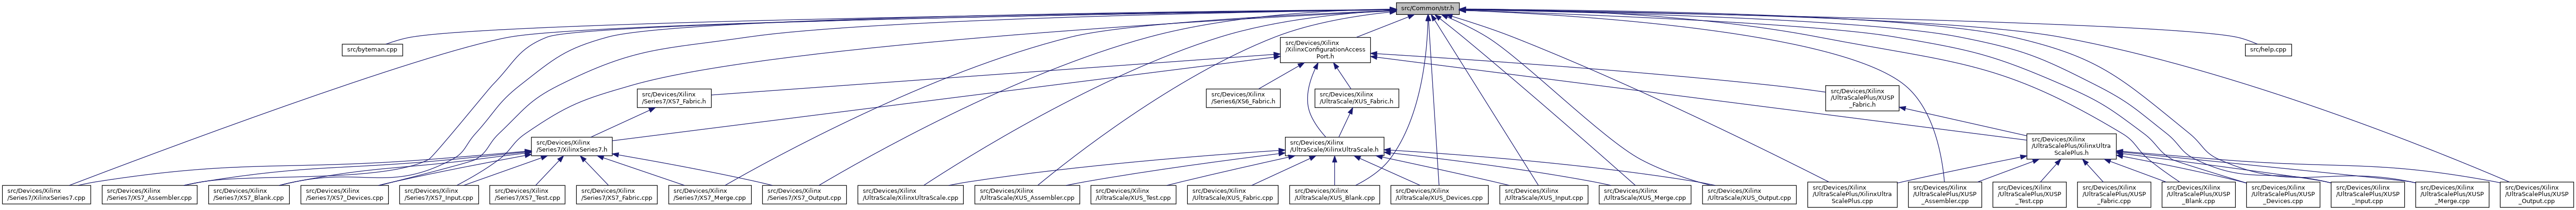 src/Common/str.h
src/byteman.cpp
src/Devices/Xilinx
/XilinxConfigurationAccess
Port.h
src/help.cpp
src/Devices/Xilinx
/Series7/XS7_Fabric.h
src/Devices/Xilinx
/Series6/XS6_Fabric.h
src/Devices/Xilinx
/UltraScale/XUS_Fabric.h
src/Devices/Xilinx
/UltraScalePlus/XUSP
_Fabric.h
src/Devices/Xilinx
/Series7/XilinxSeries7.h
src/Devices/Xilinx
/UltraScale/XilinxUltraScale.h
src/Devices/Xilinx
/UltraScalePlus/XilinxUltra
ScalePlus.h
src/Devices/Xilinx
/Series7/XilinxSeries7.cpp
src/Devices/Xilinx
/Series7/XS7_Assembler.cpp
src/Devices/Xilinx
/Series7/XS7_Blank.cpp
src/Devices/Xilinx
/Series7/XS7_Devices.cpp
src/Devices/Xilinx
/Series7/XS7_Input.cpp
src/Devices/Xilinx
/Series7/XS7_Test.cpp
src/Devices/Xilinx
/Series7/XS7_Fabric.cpp
src/Devices/Xilinx
/Series7/XS7_Merge.cpp
src/Devices/Xilinx
/Series7/XS7_Output.cpp
src/Devices/Xilinx
/UltraScale/XilinxUltraScale.cpp
src/Devices/Xilinx
/UltraScale/XUS_Assembler.cpp
src/Devices/Xilinx
/UltraScale/XUS_Test.cpp
src/Devices/Xilinx
/UltraScale/XUS_Fabric.cpp
src/Devices/Xilinx
/UltraScale/XUS_Blank.cpp
src/Devices/Xilinx
/UltraScale/XUS_Devices.cpp
src/Devices/Xilinx
/UltraScale/XUS_Input.cpp
src/Devices/Xilinx
/UltraScale/XUS_Merge.cpp
src/Devices/Xilinx
/UltraScale/XUS_Output.cpp
src/Devices/Xilinx
/UltraScalePlus/XilinxUltra
ScalePlus.cpp
src/Devices/Xilinx
/UltraScalePlus/XUSP
_Assembler.cpp
src/Devices/Xilinx
/UltraScalePlus/XUSP
_Test.cpp
src/Devices/Xilinx
/UltraScalePlus/XUSP
_Fabric.cpp
src/Devices/Xilinx
/UltraScalePlus/XUSP
_Blank.cpp
src/Devices/Xilinx
/UltraScalePlus/XUSP
_Devices.cpp
src/Devices/Xilinx
/UltraScalePlus/XUSP
_Input.cpp
src/Devices/Xilinx
/UltraScalePlus/XUSP
_Merge.cpp
src/Devices/Xilinx
/UltraScalePlus/XUSP
_Output.cpp